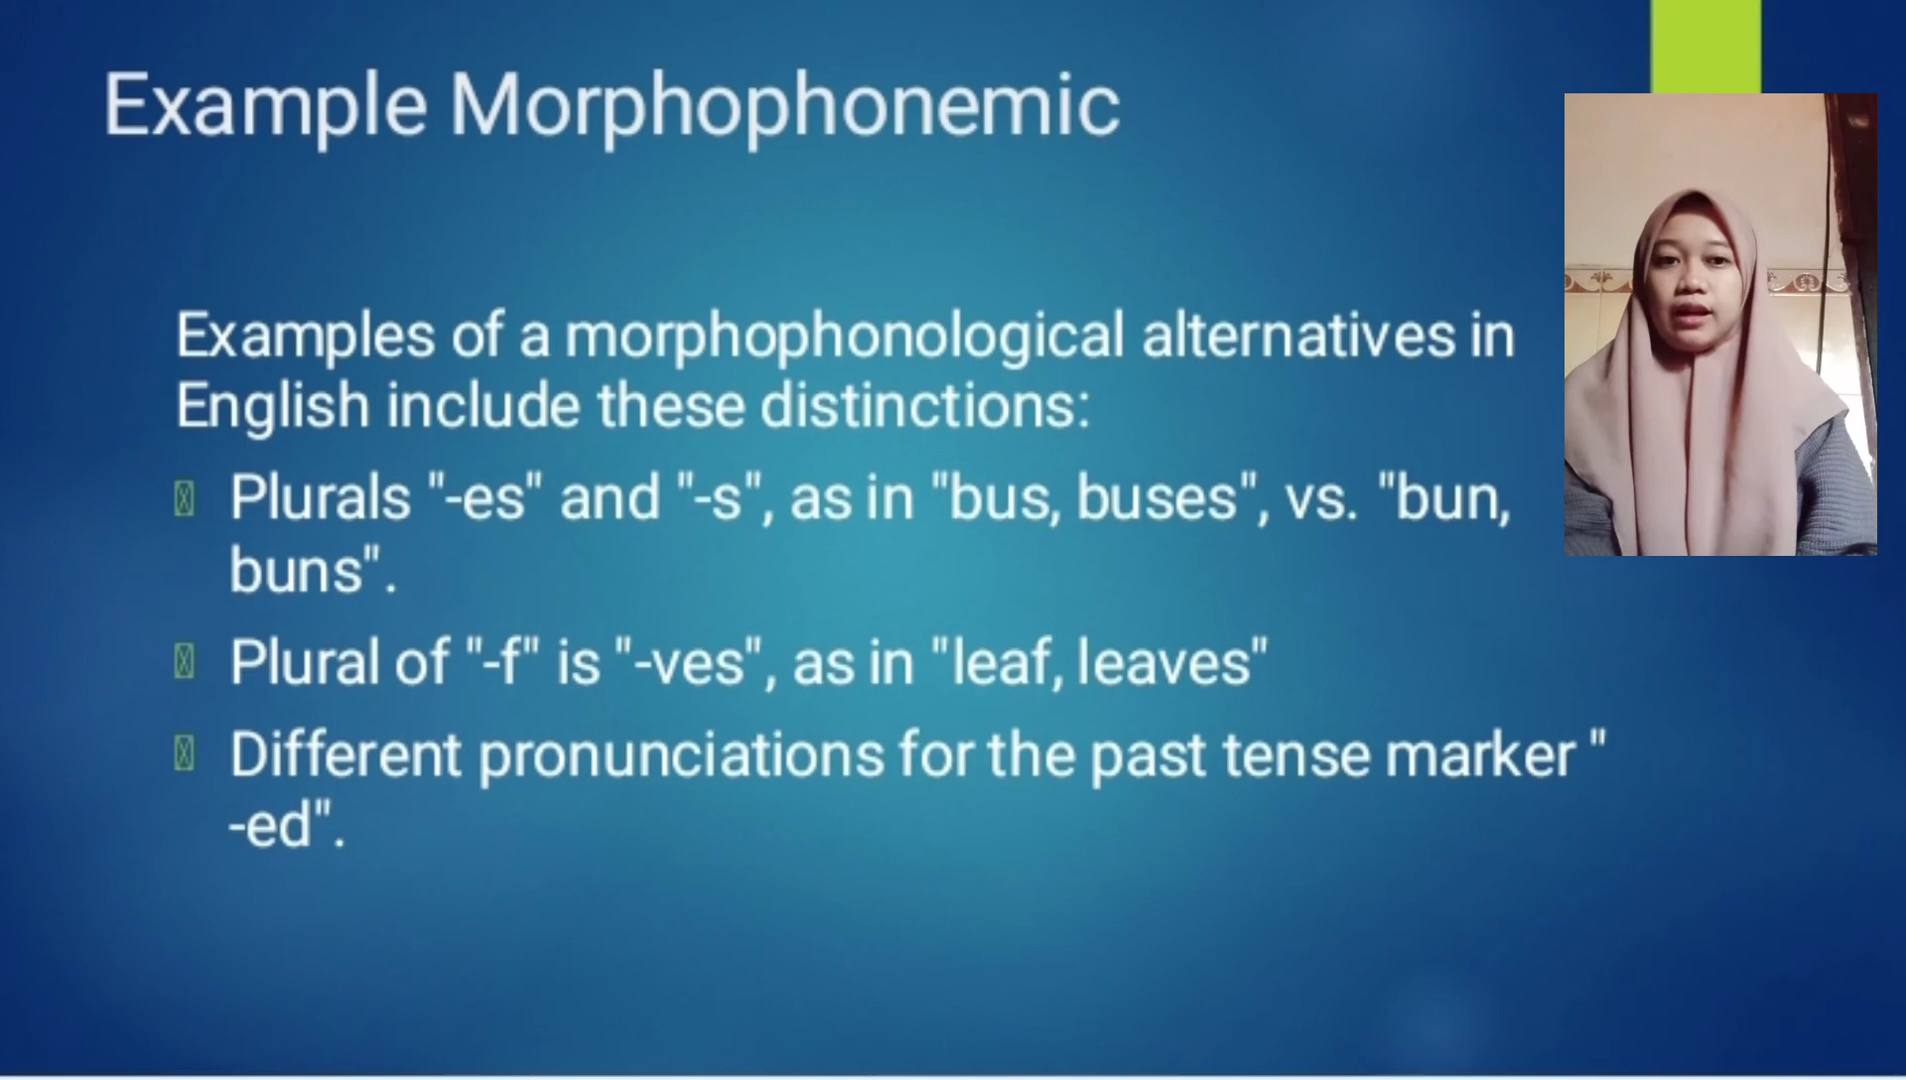 Example Morphophonemic
Examples of a morphophonological alternatives in
English include these distinctions:
Plurals "-es" and "-s", as in "bus, buses", vs. "bun,
buns".
Plural of "-f" is "-ves", as in "leaf, leaves"
Different pronunciations for the past tense marker "
-ed".